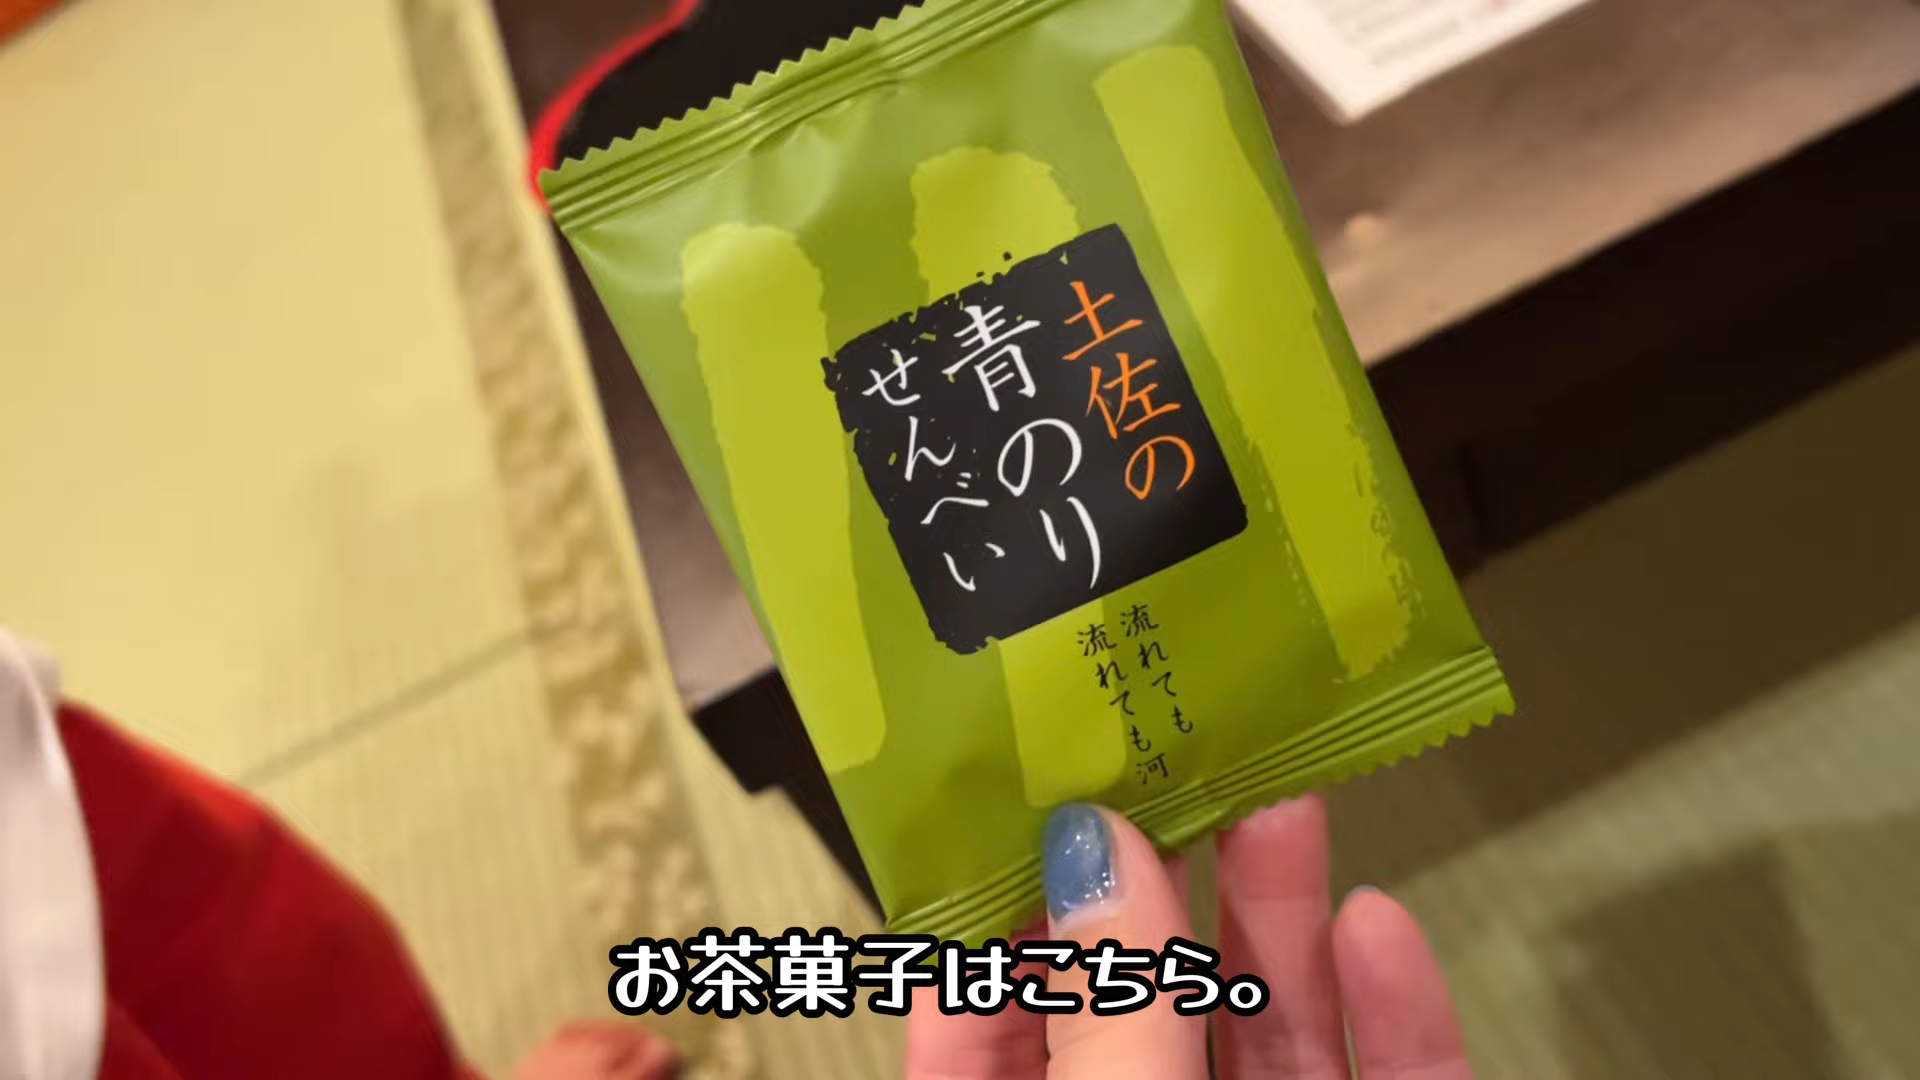 土佐の
青のり
せんべい
流れても
流れても河
お茶菓子はこちら。